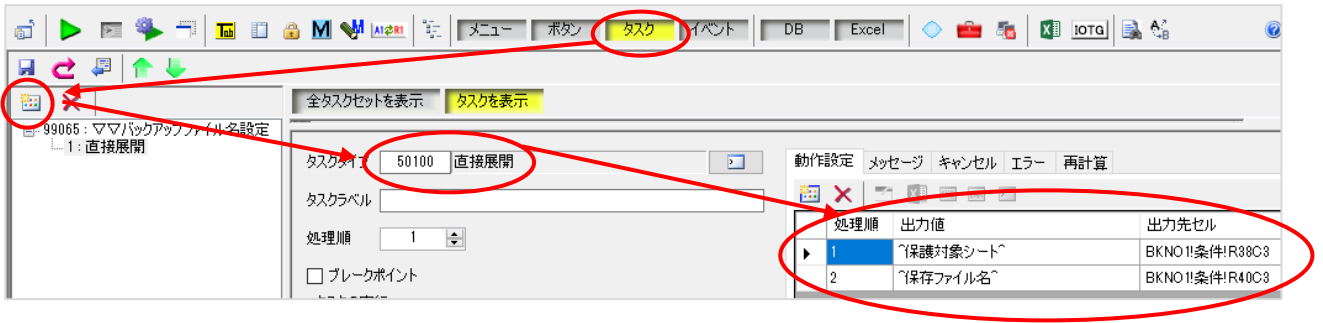 Tab M A1⇄R1 メニュー ボタン タスク イベント DB Excel IOTG
全タスクセットを表示 タスクを表示
99065 : ▽▽バックアップファイル名設定
1 : 直接展開
タスクタイプ 50100 直接展開
タスクラベル
処理順 1
ブレークポイント
動作設定 メッセージ キャンセル エラー 再計算
処理順 出力値 出力先セル
1 ^保護対象シート^ BKNO1!条件!R38C3
2 ^保存ファイル名^ BKNO1!条件!R40C3